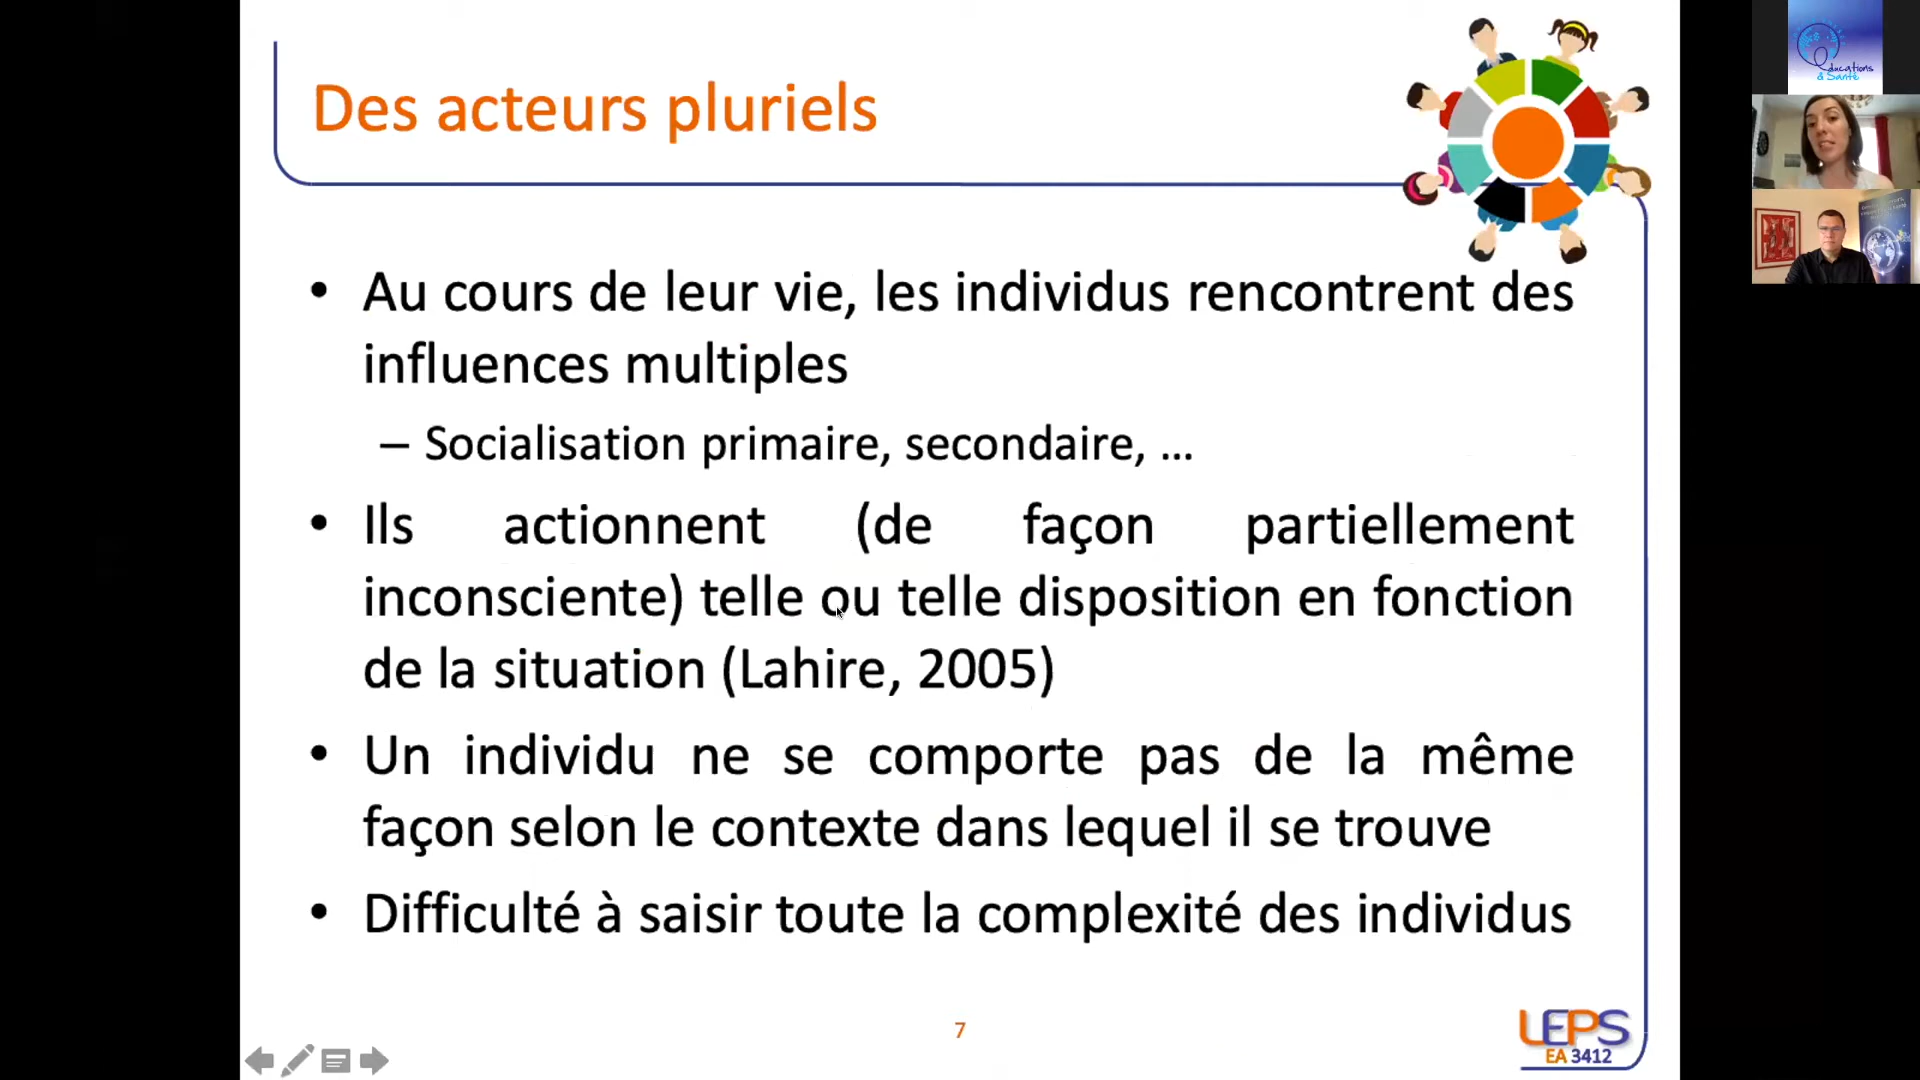 Des acteurs pluriels
• Au cours de leur vie, les individus rencontrent des
influences multiples
– Socialisation primaire, secondaire, ...
• Ils actionnent (de façon partiellement
inconsciente) telle ou telle disposition en fonction
de la situation (Lahire, 2005)
• Un individu ne se comporte pas de la même
façon selon le contexte dans lequel il se trouve
• Difficulté à saisir toute la complexité des individus
7
LEPS
EA 3412
Educations
& Santé